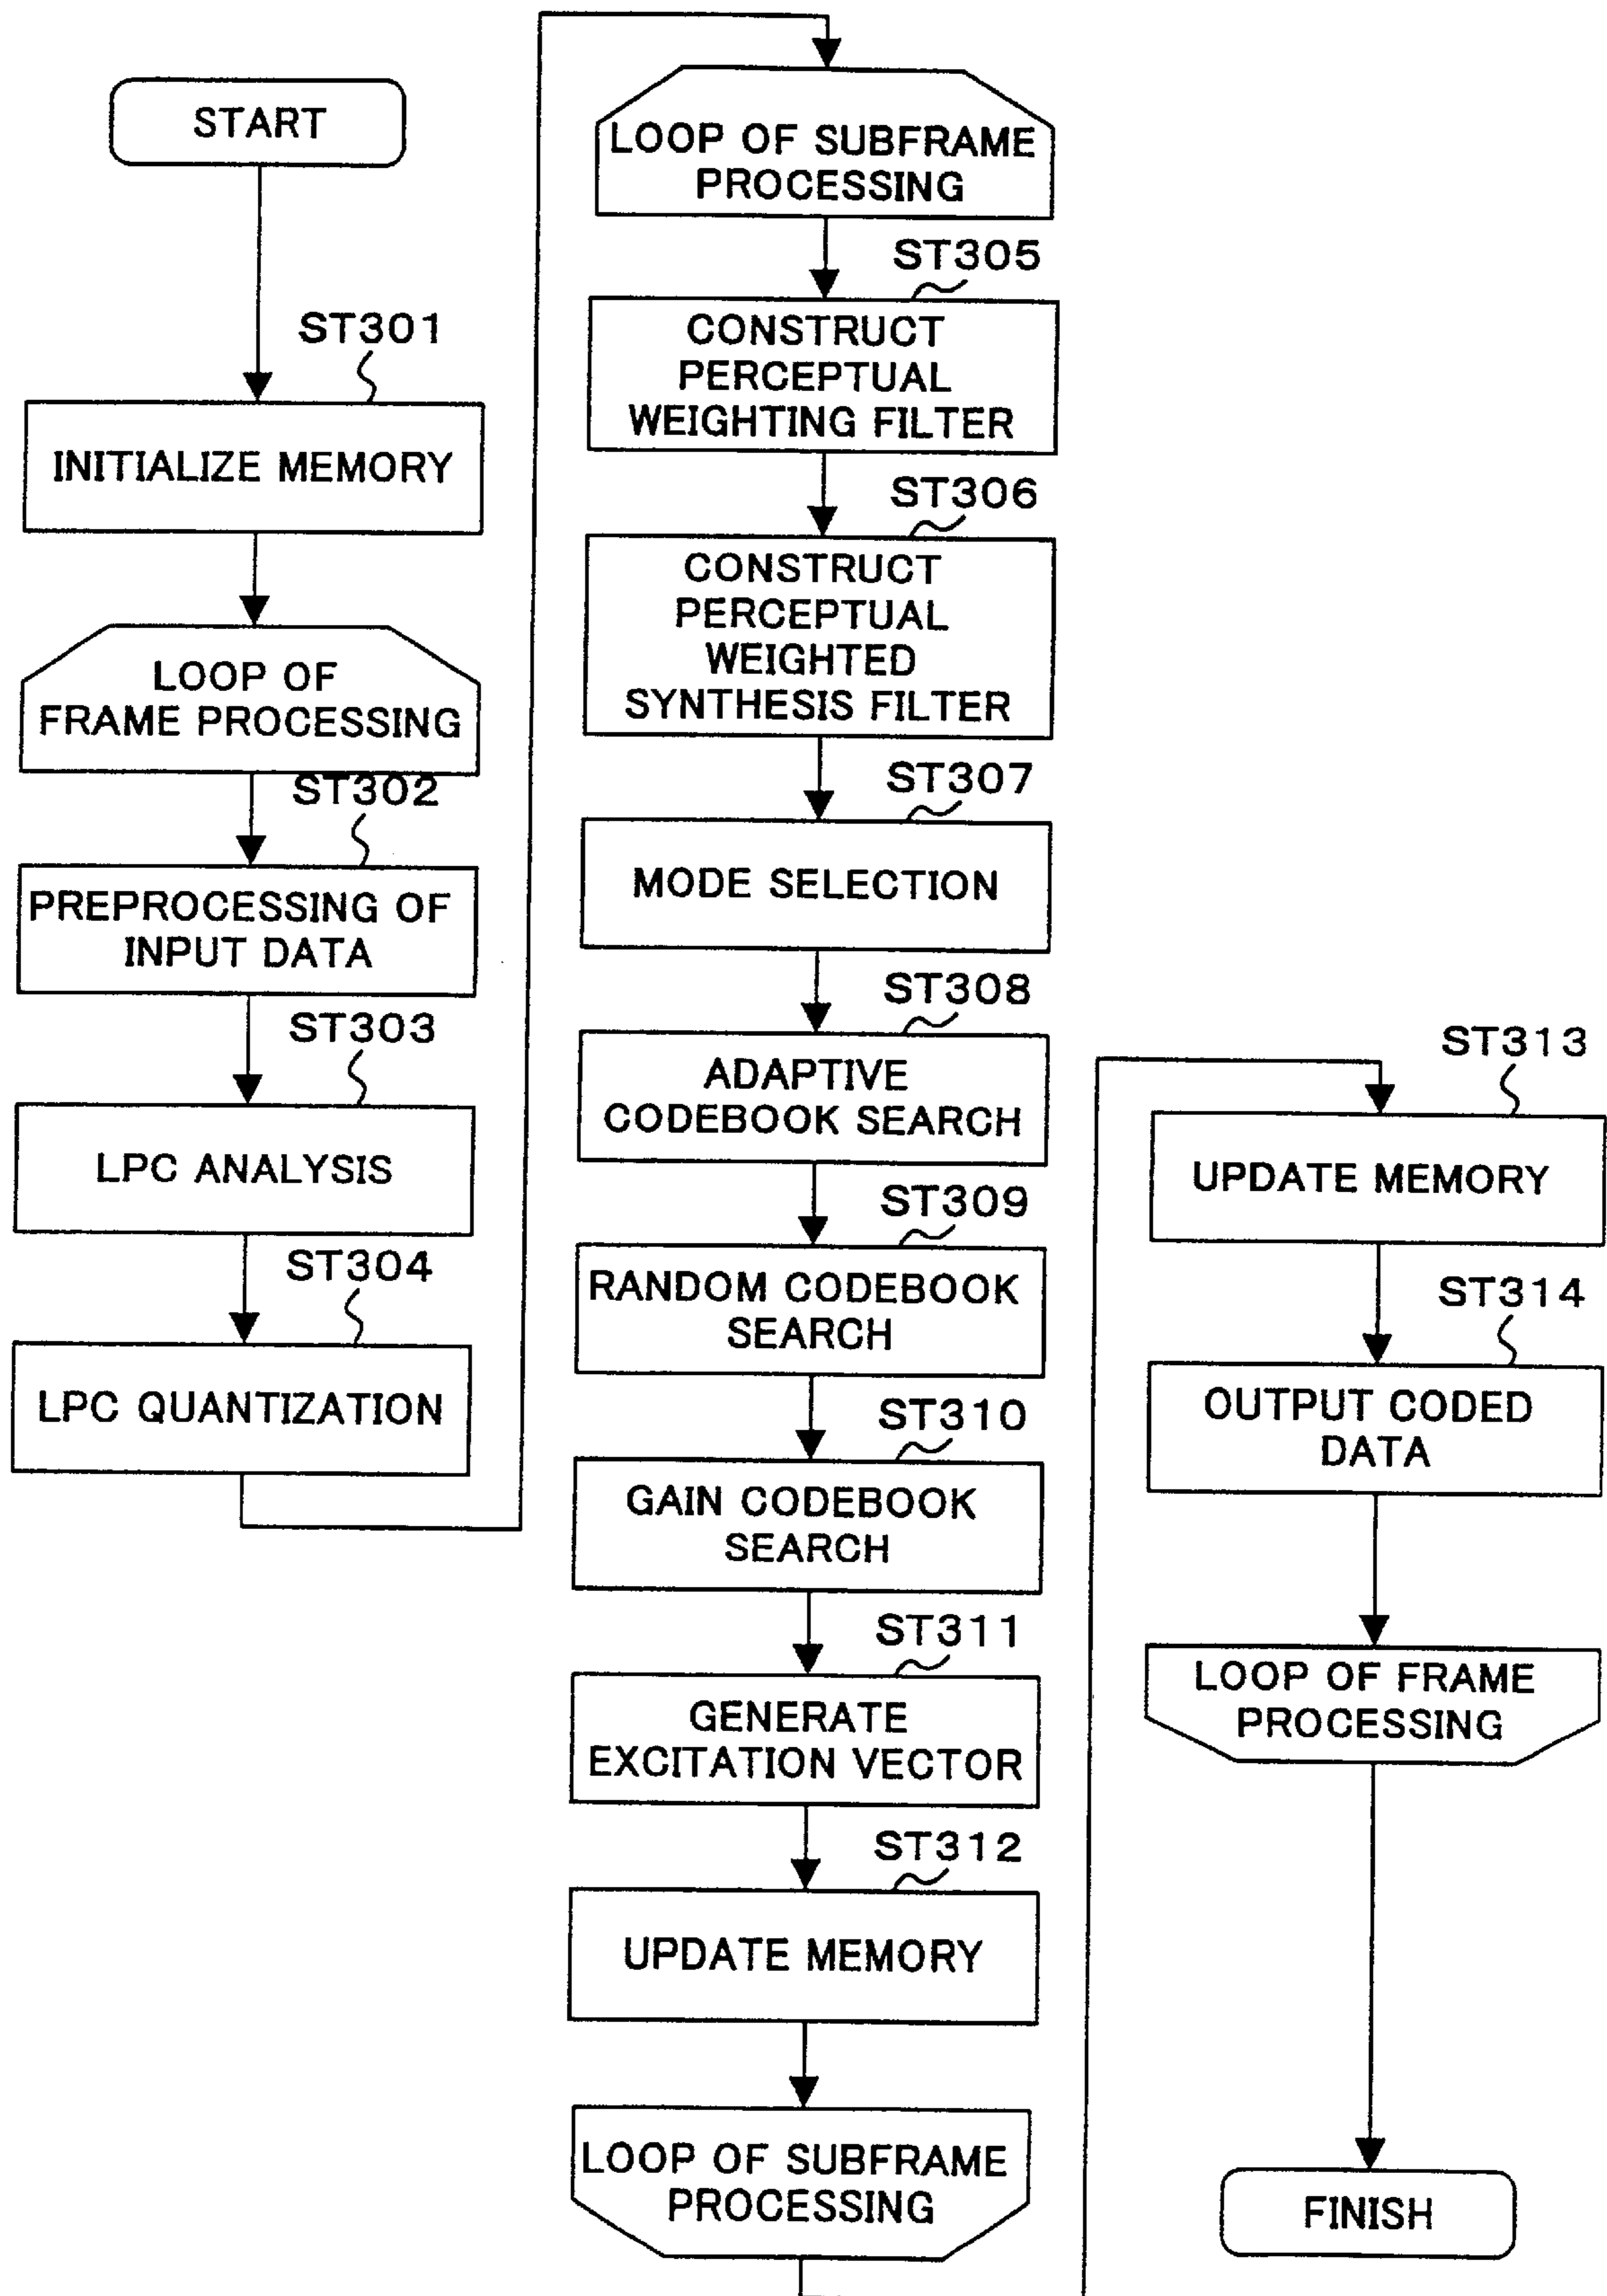 START
ST301
INITIALIZE MEMORY
LOOP OF
FRAME PROCESSING
ST302
PREPROCESSING OF
INPUT DATA
ST303
LPC ANALYSIS
ST304
LPC QUANTIZATION
LOOP OF SUBFRAME
PROCESSING
ST305
CONSTRUCT
PERCEPTUAL
WEIGHTING FILTER
ST306
CONSTRUCT
PERCEPTUAL
WEIGHTED
SYNTHESIS FILTER
ST307
MODE SELECTION
ST308
ADAPTIVE
CODEBOOK SEARCH
ST309
RANDOM CODEBOOK
SEARCH
ST310
GAIN CODEBOOK
SEARCH
ST311
GENERATE
EXCITATION VECTOR
ST312
UPDATE MEMORY
LOOP OF SUBFRAME
PROCESSING
ST313
UPDATE MEMORY
ST314
OUTPUT CODED
DATA
LOOP OF FRAME
PROCESSING
FINISH